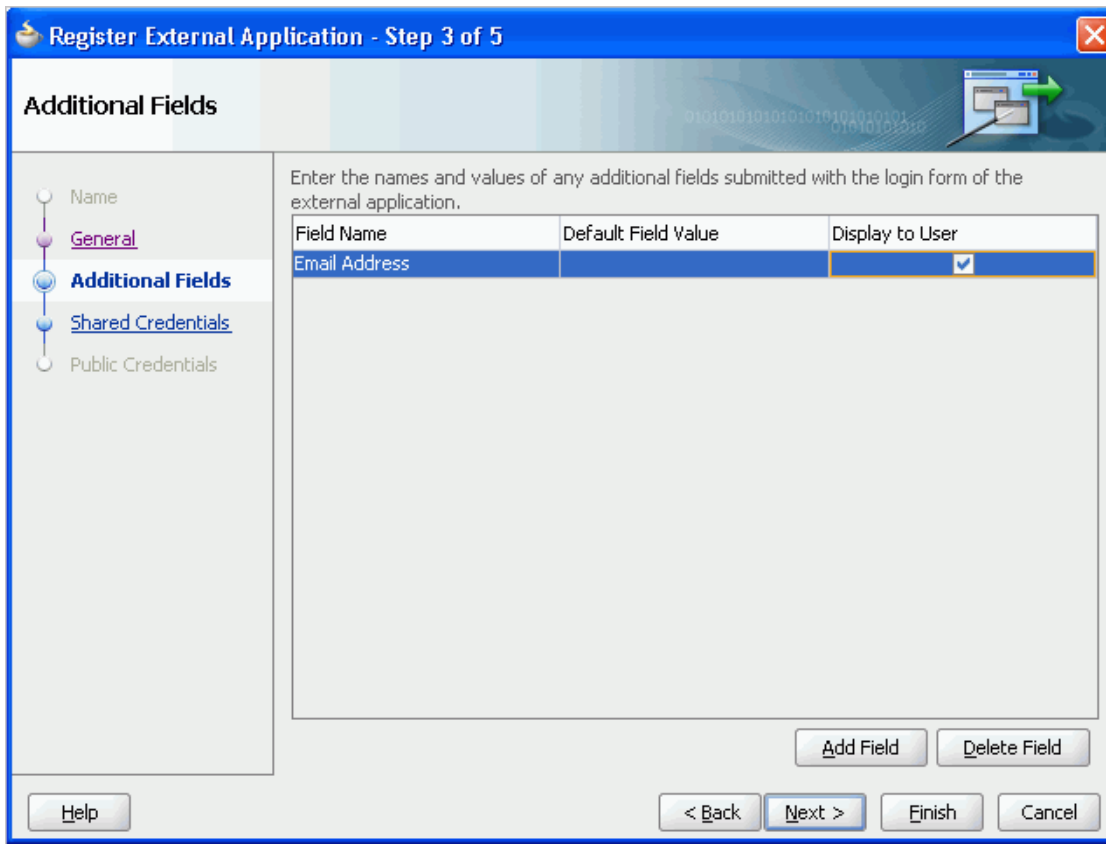 Register External Application - Step 3 of 5
Additional Fields
Name
General
Additional Fields
Shared Credentials
Public Credentials
Enter the names and values of any additional fields submitted with the login form of the
external application.
Field Name Default Field Value Display to User
Email Address
Add Field Delete Field
Help < Back Next > Finish Cancel